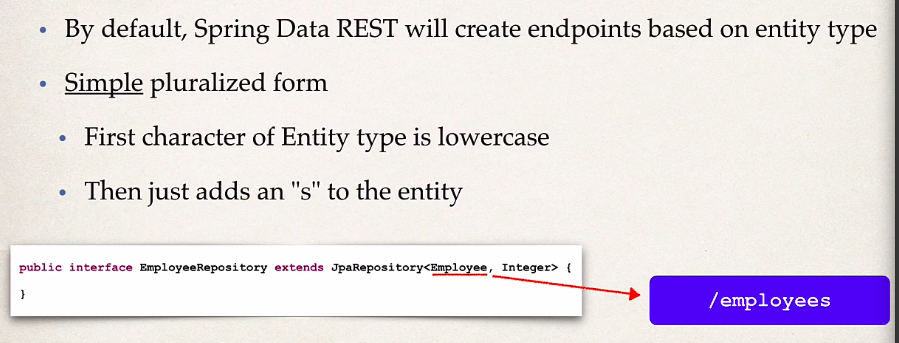 By default, Spring Data REST will create endpoints based on entity type
Simple pluralized form
First character of Entity type is lowercase
Then just adds an "s" to the entity
public interface EmployeeRepository extends JpaRepository<Employee, Integer> {
}
/employees